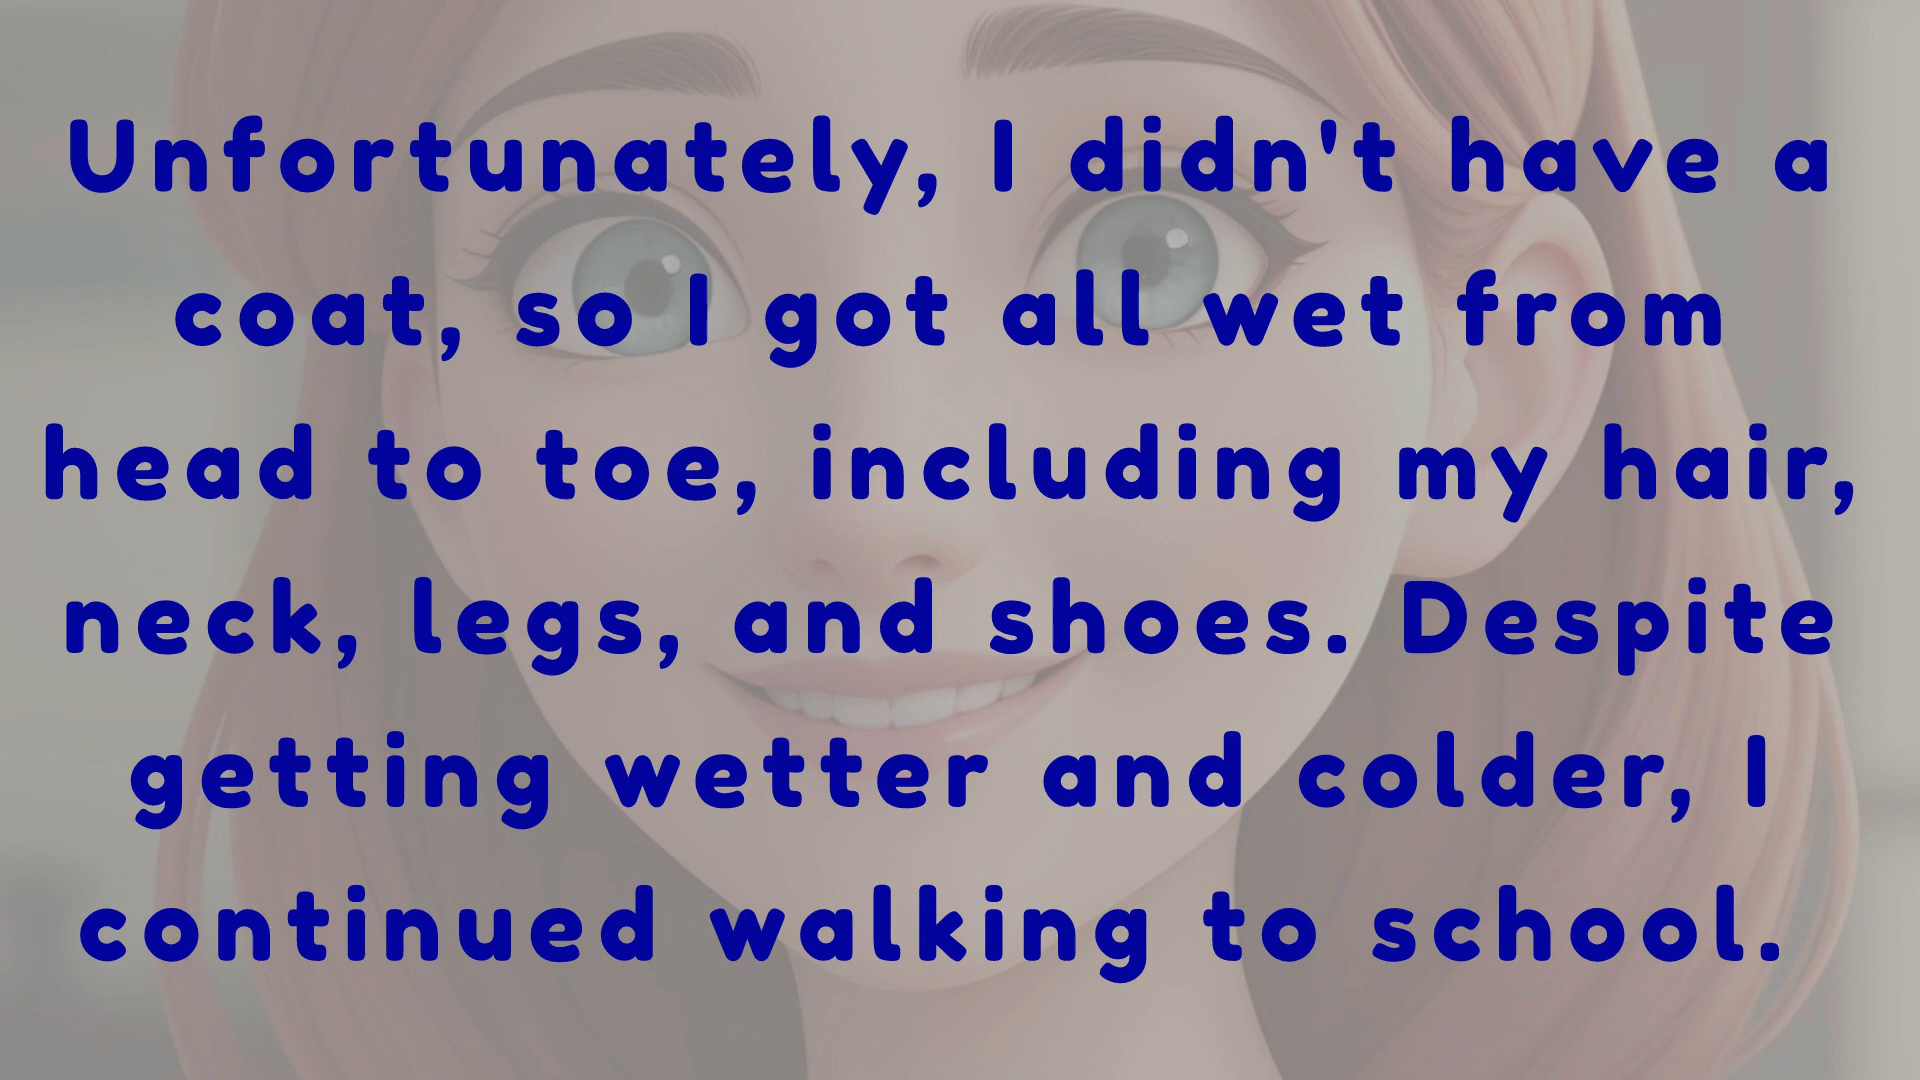 Unfortunately, I didn't have a
coat, so I got all wet from
head to toe, including my hair,
neck, legs, and shoes. Despite
getting wetter and colder, I
continued walking to school.